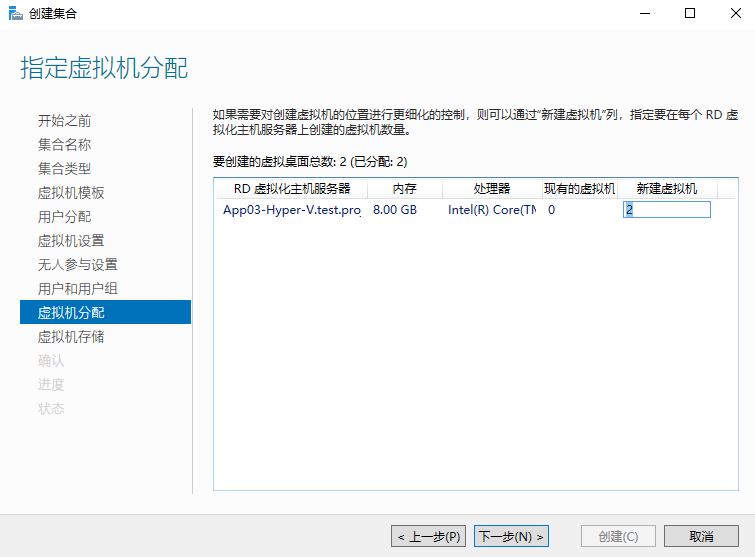 创建集合
指定虚拟机分配
开始之前
集合名称
集合类型
虚拟机模板
用户分配
虚拟机设置
无人参与设置
用户和用户组
虚拟机分配
虚拟机存储
确认
进度
状态
如果需要对创建虚拟机的位置进行更细化的控制，则可以通过“新建虚拟机”列，指定要在每个 RD 虚
拟化主机服务器上创建的虚拟机数量。
要创建的虚拟桌面总数: 2 (已分配: 2)
RD 虚拟化主机服务器 内存 处理器 现有的虚拟机 新建虚拟机
App03-Hyper-V.test.pro 8.00 GB Intel(R) Core(TM 0 2
< 上一步(P) 下一步(N) > 创建(C) 取消